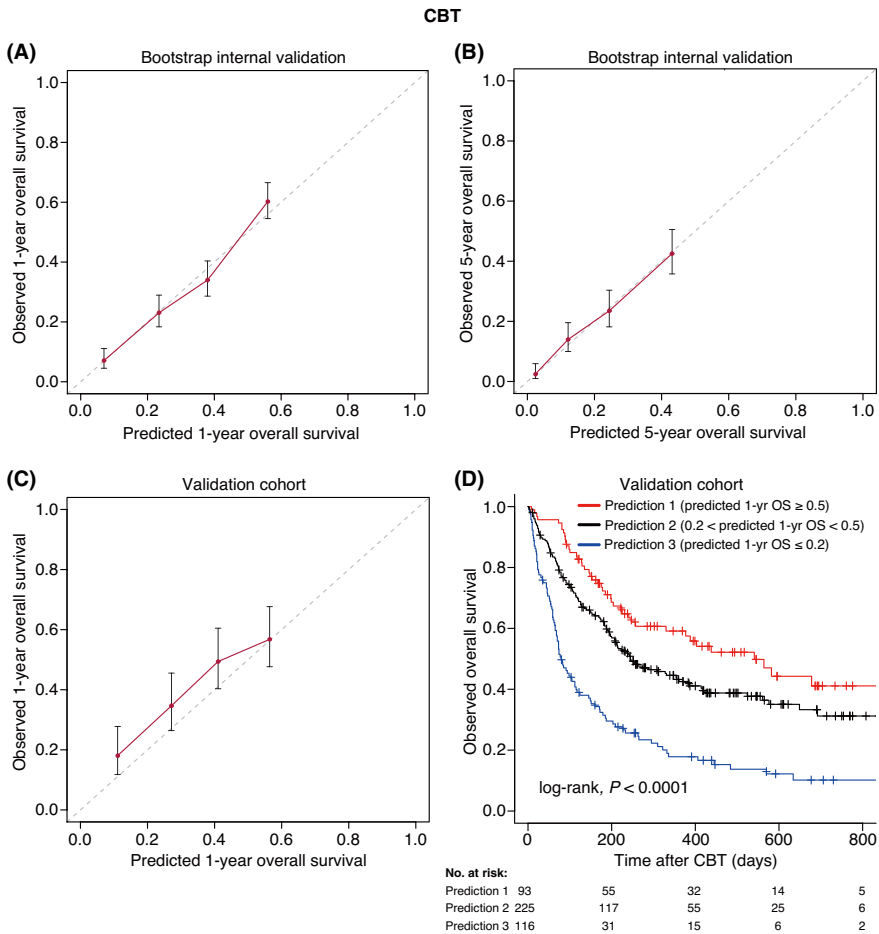 CBT
(A)
Bootstrap internal validation
Observed 1-year overall survival
1.0
0.8
0.6
0.4
0.2
0.0
0.0 0.2 0.4 0.6 0.8 1.0
Predicted 1-year overall survival
(B)
Bootstrap internal validation
Observed 5-year overall survival
1.0
0.8
0.6
0.4
0.2
0.0
0.0 0.2 0.4 0.6 0.8 1.0
Predicted 5-year overall survival
(C)
Validation cohort
Observed 1-year overall survival
1.0
0.8
0.6
0.4
0.2
0.0
0.0 0.2 0.4 0.6 0.8 1.0
Predicted 1-year overall survival
(D)
Validation cohort
Prediction 1 (predicted 1-yr OS ≥ 0.5)
Prediction 2 (0.2 < predicted 1-yr OS < 0.5)
Prediction 3 (predicted 1-yr OS ≤ 0.2)
Observed overall survival
1.0
0.8
0.6
0.4
0.2
0.0
log-rank, P < 0.0001
0 200 400 600 800
Time after CBT (days)
No. at risk:
Prediction 1 93 55 32 14 5
Prediction 2 225 117 55 25 6
Prediction 3 116 31 15 6 2